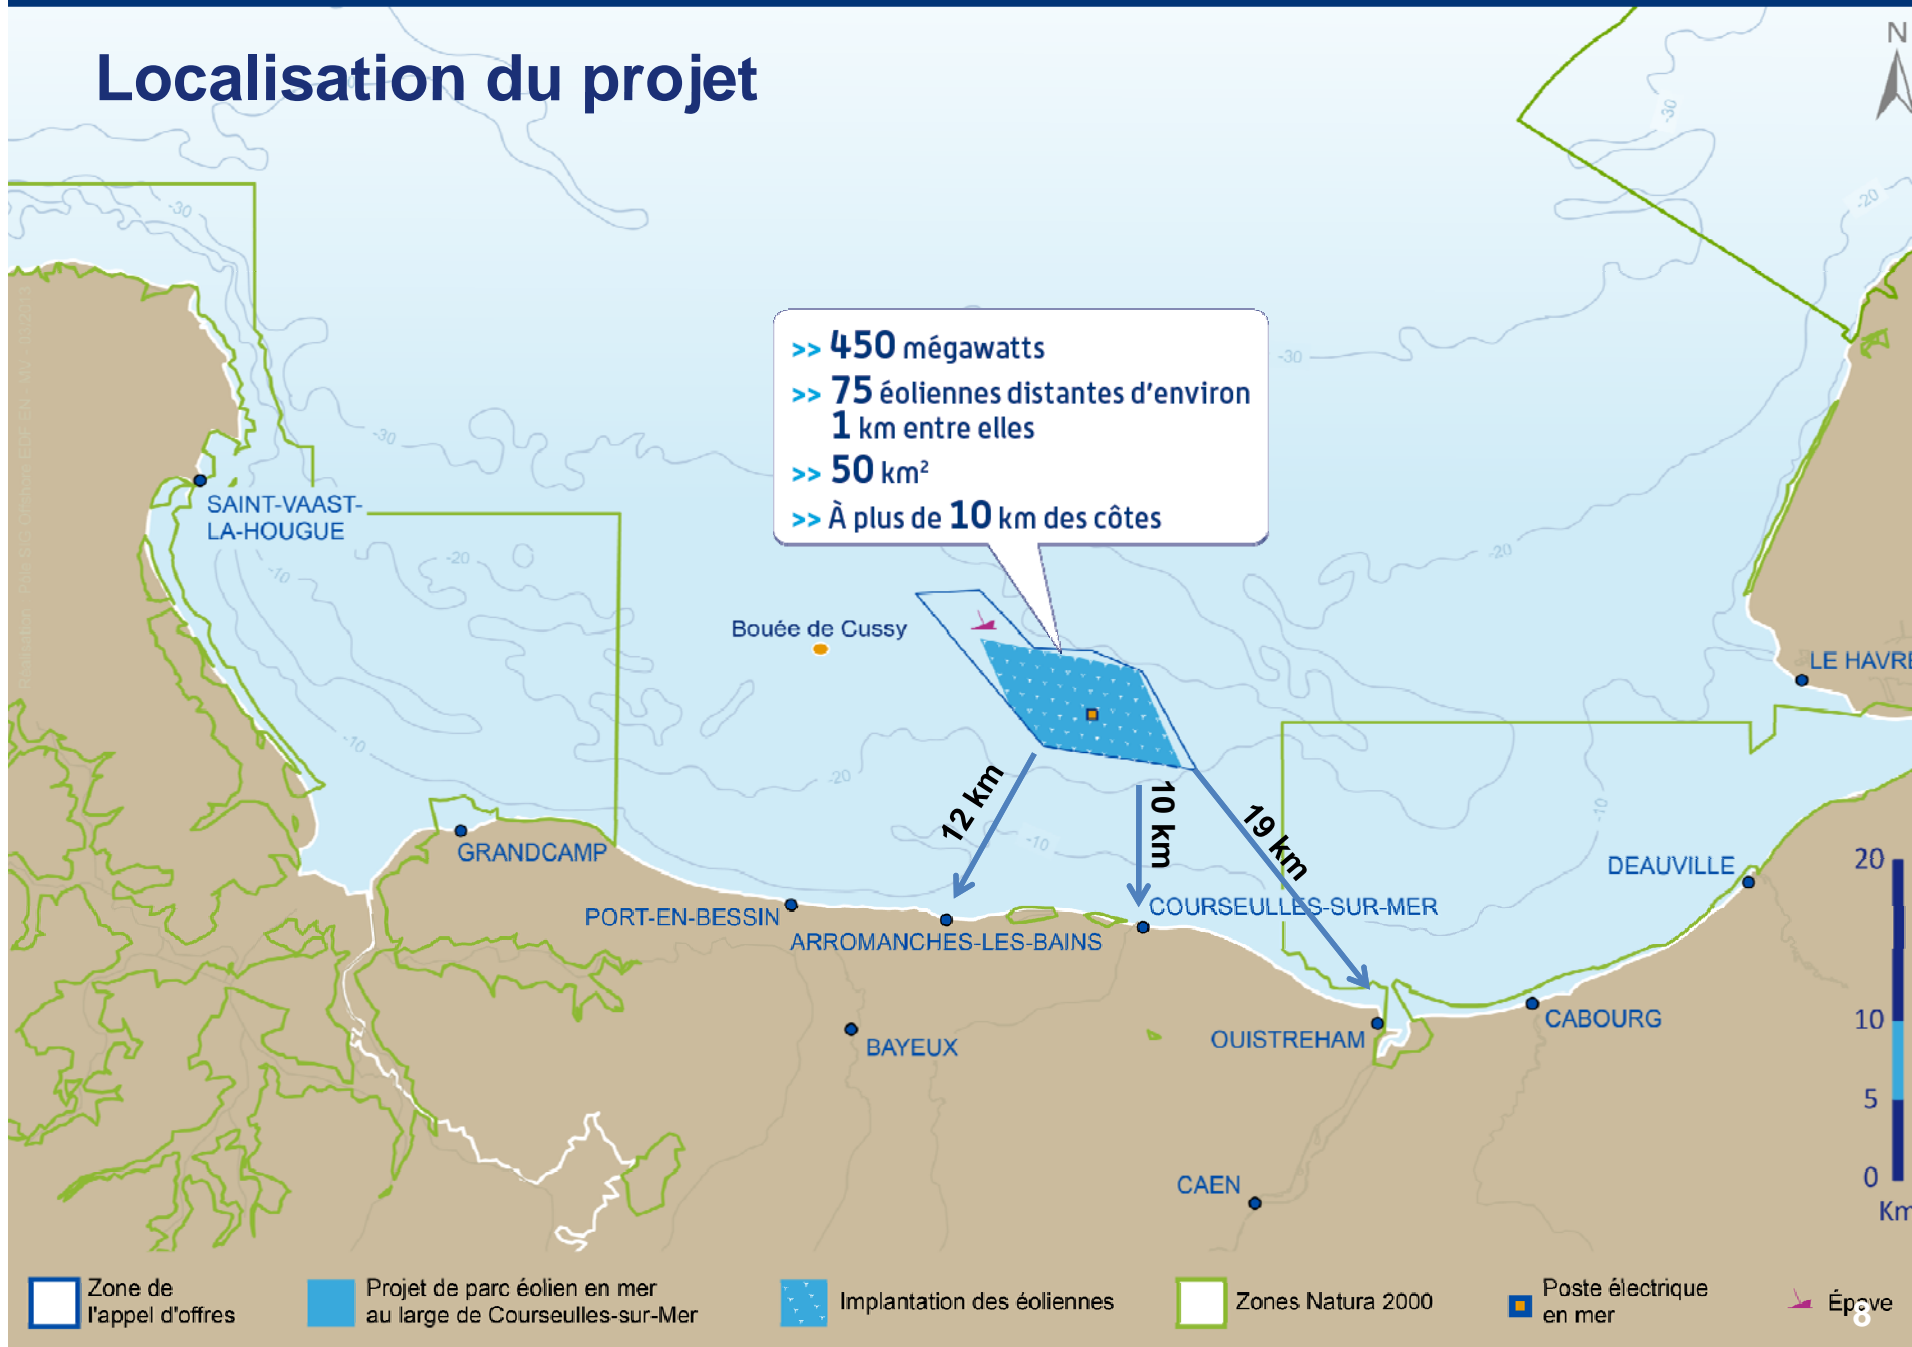 Localisation du projet
N
-30
-30
-20
>> 450 mégawatts
>> 75 éoliennes distantes d'environ
1 km entre elles
>> 50 km²
>> À plus de 10 km des côtes
-30
-30
-20
-20
-10
SAINT-VAAST-
LA-HOUGUE
Bouée de Cussy
LE HAVRE
-10
-20
-10
-10
12 km
10 km
19 km
GRANDCAMP
DEAUVILLE
PORT-EN-BESSIN
COURSEULLES-SUR-MER
ARROMANCHES-LES-BAINS
BAYEUX
OUISTREHAM
CABOURG
CAEN
20
10
5
0
Km
Zone de
l'appel d'offres
Projet de parc éolien en mer
au large de Courseulles-sur-Mer
Implantation des éoliennes
Zones Natura 2000
Poste électrique
en mer
Épave
8